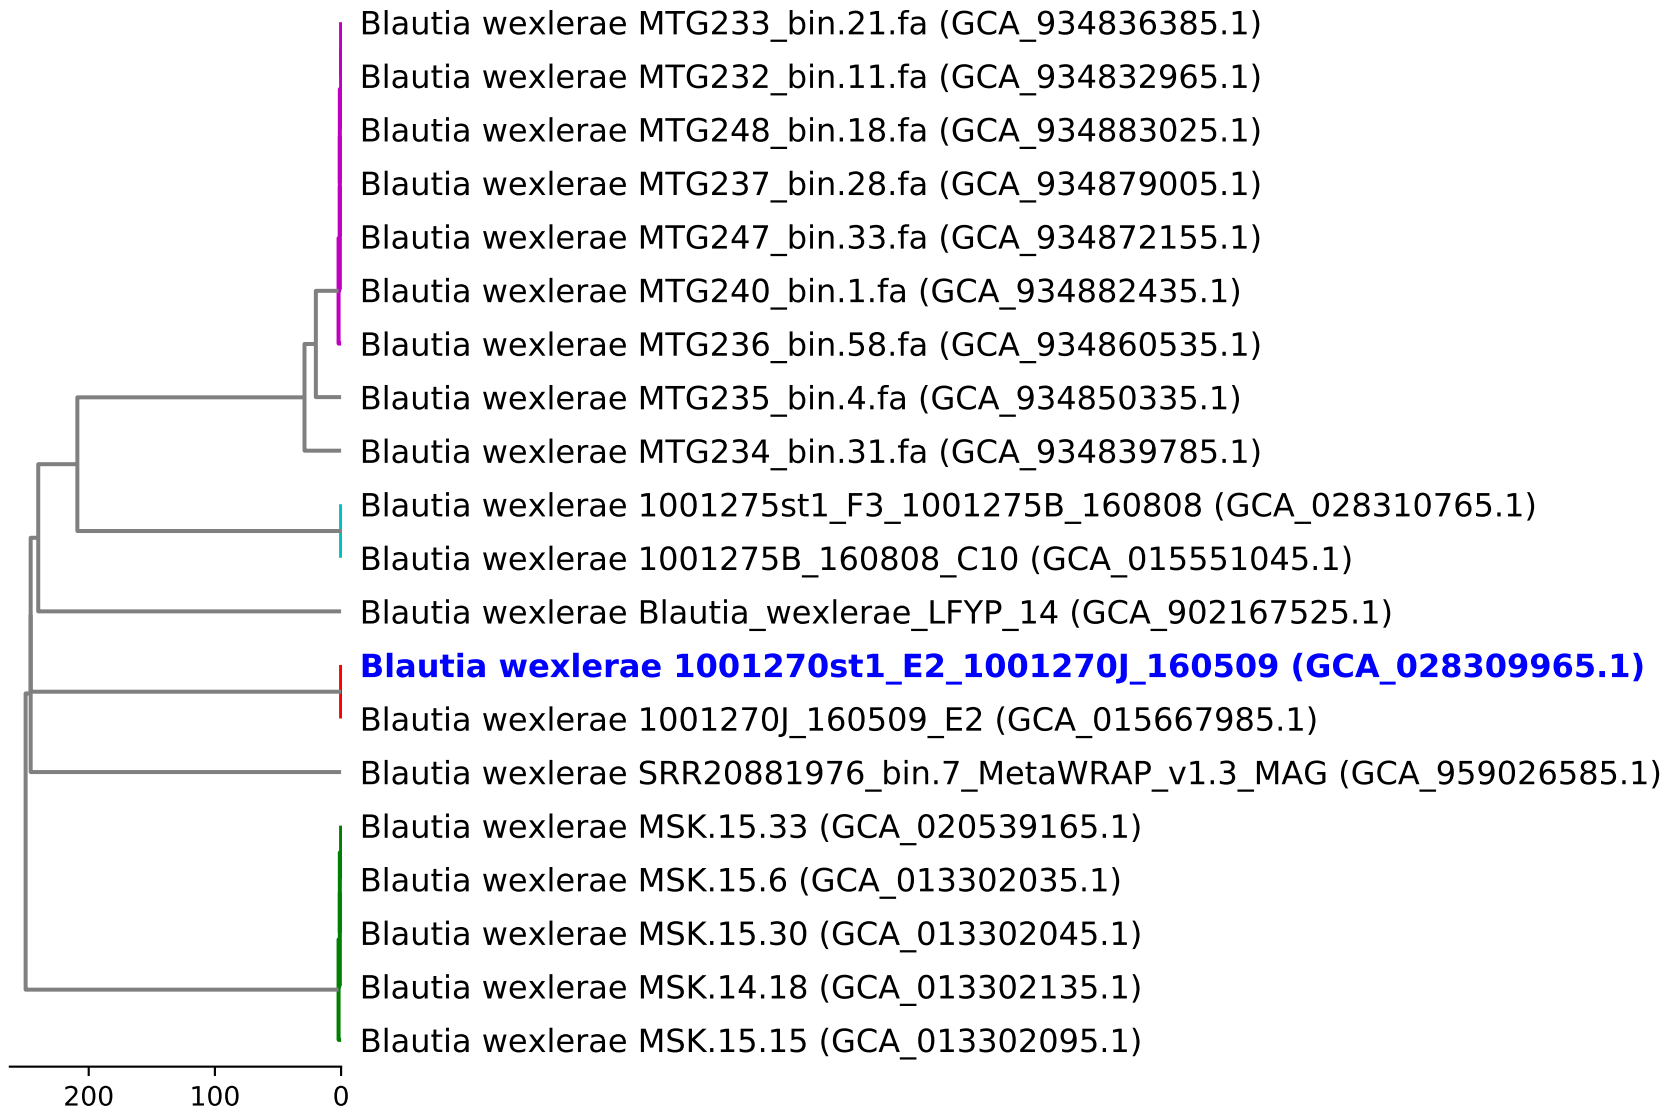 Blautia wexlerae MTG233_bin.21.fa (GCA_934836385.1)
Blautia wexlerae MTG232_bin.11.fa (GCA_934832965.1)
Blautia wexlerae MTG248_bin.18.fa (GCA_934883025.1)
Blautia wexlerae MTG237_bin.28.fa (GCA_934879005.1)
Blautia wexlerae MTG247_bin.33.fa (GCA_934872155.1)
Blautia wexlerae MTG240_bin.1.fa (GCA_934882435.1)
Blautia wexlerae MTG236_bin.58.fa (GCA_934860535.1)
Blautia wexlerae MTG235_bin.4.fa (GCA_934850335.1)
Blautia wexlerae MTG234_bin.31.fa (GCA_934839785.1)
Blautia wexlerae 1001275st1_F3_1001275B_160808 (GCA_028310765.1)
Blautia wexlerae 1001275B_160808_C10 (GCA_015551045.1)
Blautia wexlerae Blautia_wexlerae_LFYP_14 (GCA_902167525.1)
Blautia wexlerae 1001270st1_E2_1001270J_160509 (GCA_028309965.1)
Blautia wexlerae 1001270J_160509_E2 (GCA_015667985.1)
Blautia wexlerae SRR20881976_bin.7_MetaWRAP_v1.3_MAG (GCA_959026585.1)
Blautia wexlerae MSK.15.33 (GCA_020539165.1)
Blautia wexlerae MSK.15.6 (GCA_013302035.1)
Blautia wexlerae MSK.15.30 (GCA_013302045.1)
Blautia wexlerae MSK.14.18 (GCA_013302135.1)
Blautia wexlerae MSK.15.15 (GCA_013302095.1)
200 100 0